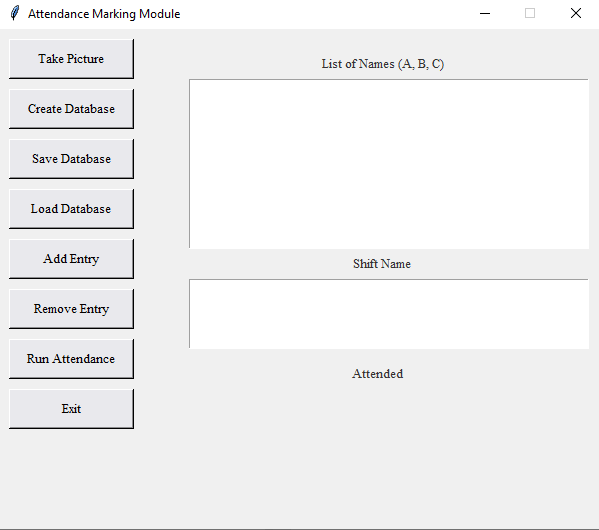 Attendance Marking Module
Take Picture
Create Database
Save Database
Load Database
Add Entry
Remove Entry
Run Attendance
Exit
List of Names (A, B, C)
Shift Name
Attended